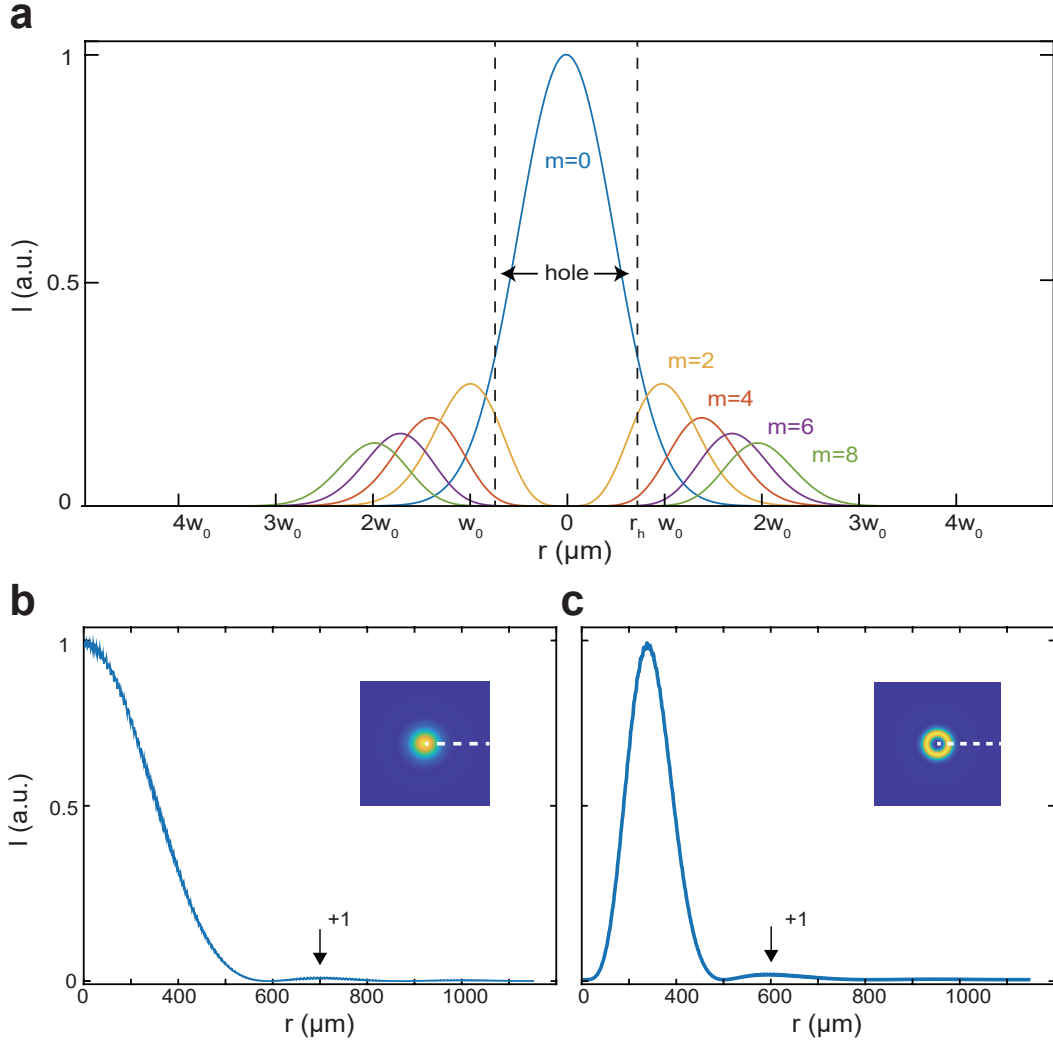 a
1
0.5
0
I (a.u.)
m=0
hole
m=2
m=4
m=6
m=8
4w₀ 3w₀ 2w₀ w₀ 0 rₕ w₀ 2w₀ 3w₀ 4w₀
r (µm)
b
1
0.5
0
I (a.u.)
+1
0 400 600 800 1000
r (µm)
c
+1
0 400 600 800 1000
r (µm)